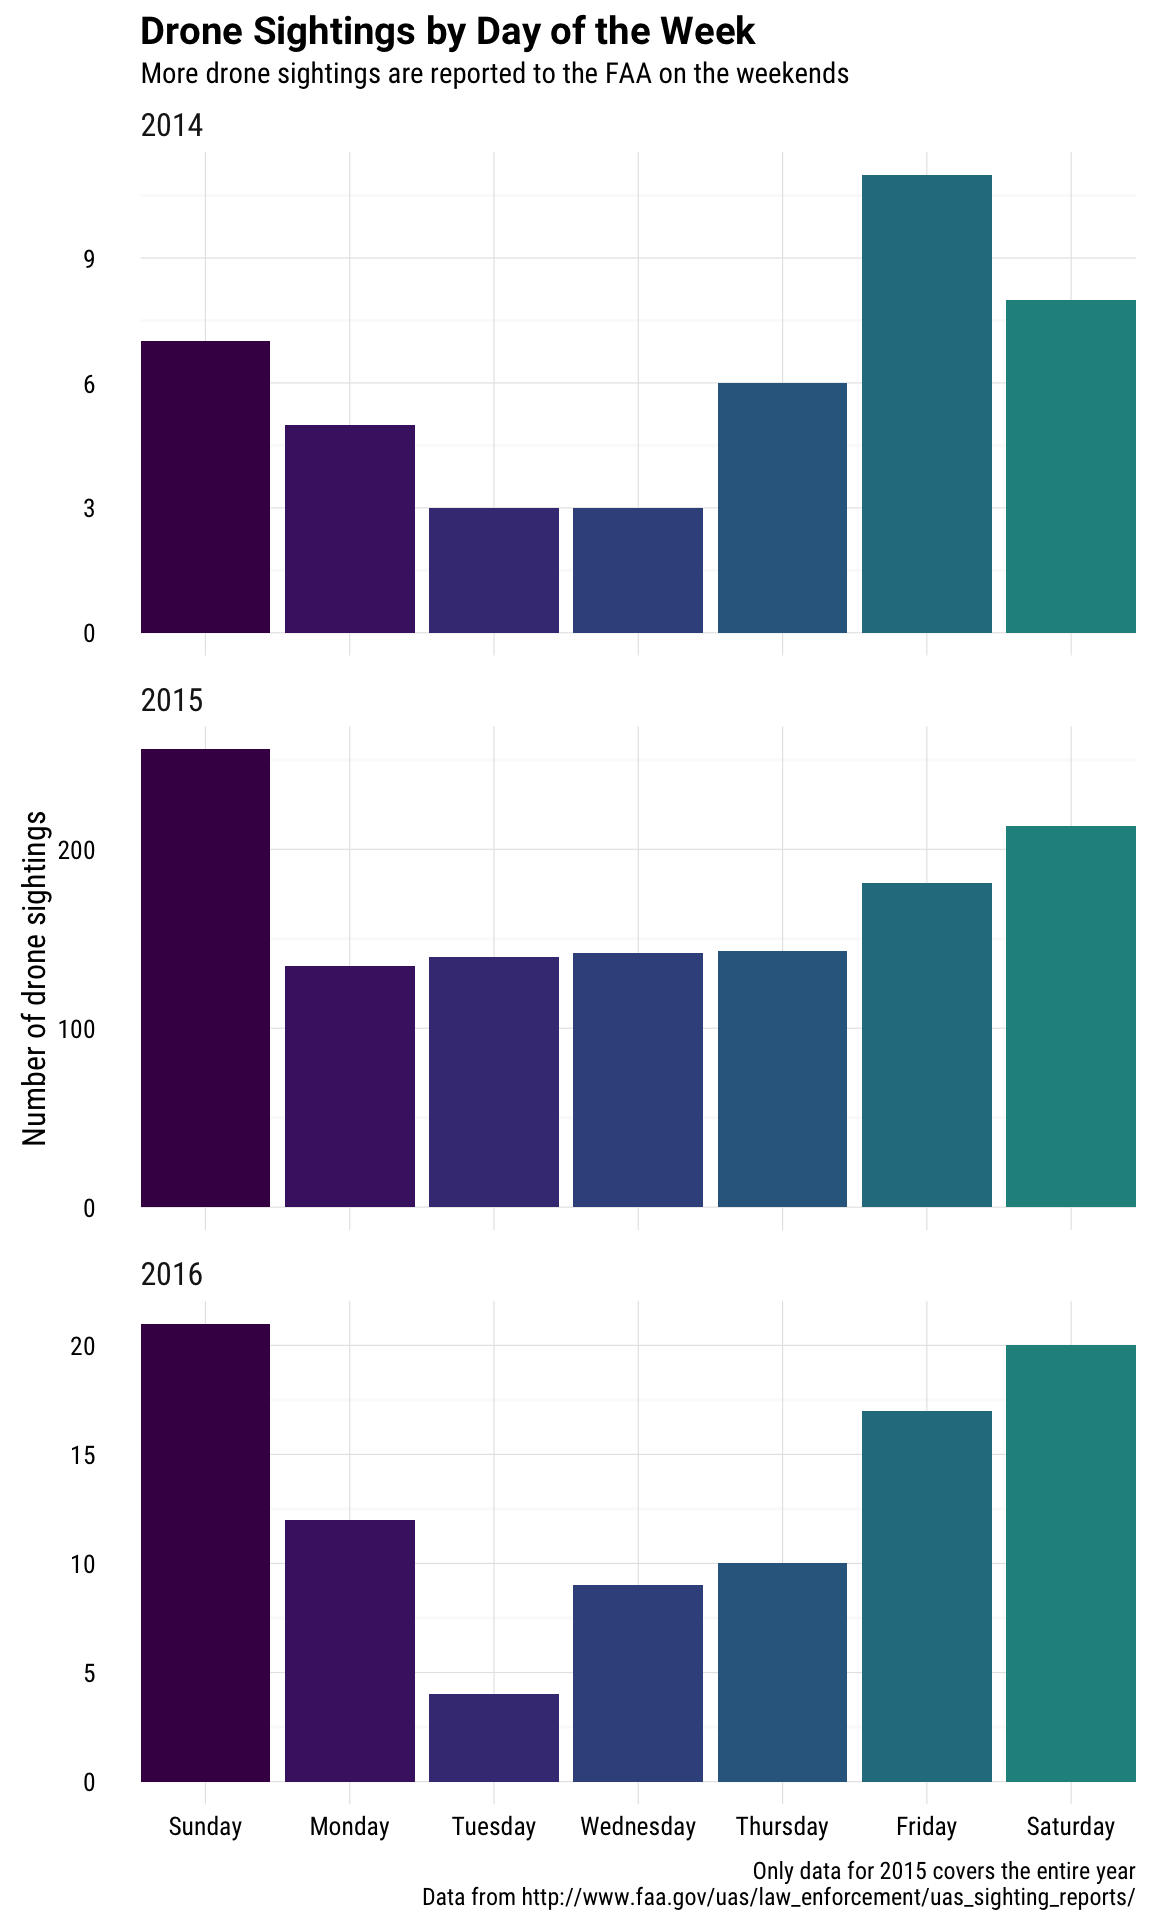 Drone Sightings by Day of the Week
More drone sightings are reported to the FAA on the weekends
2014
9
6
3
0
2015
Number of drone sightings
200
100
0
2016
20
15
10
5
0
Sunday Monday Tuesday Wednesday Thursday Friday Saturday
Only data for 2015 covers the entire year
Data from http://www.faa.gov/uas/law_enforcement/uas_sighting_reports/